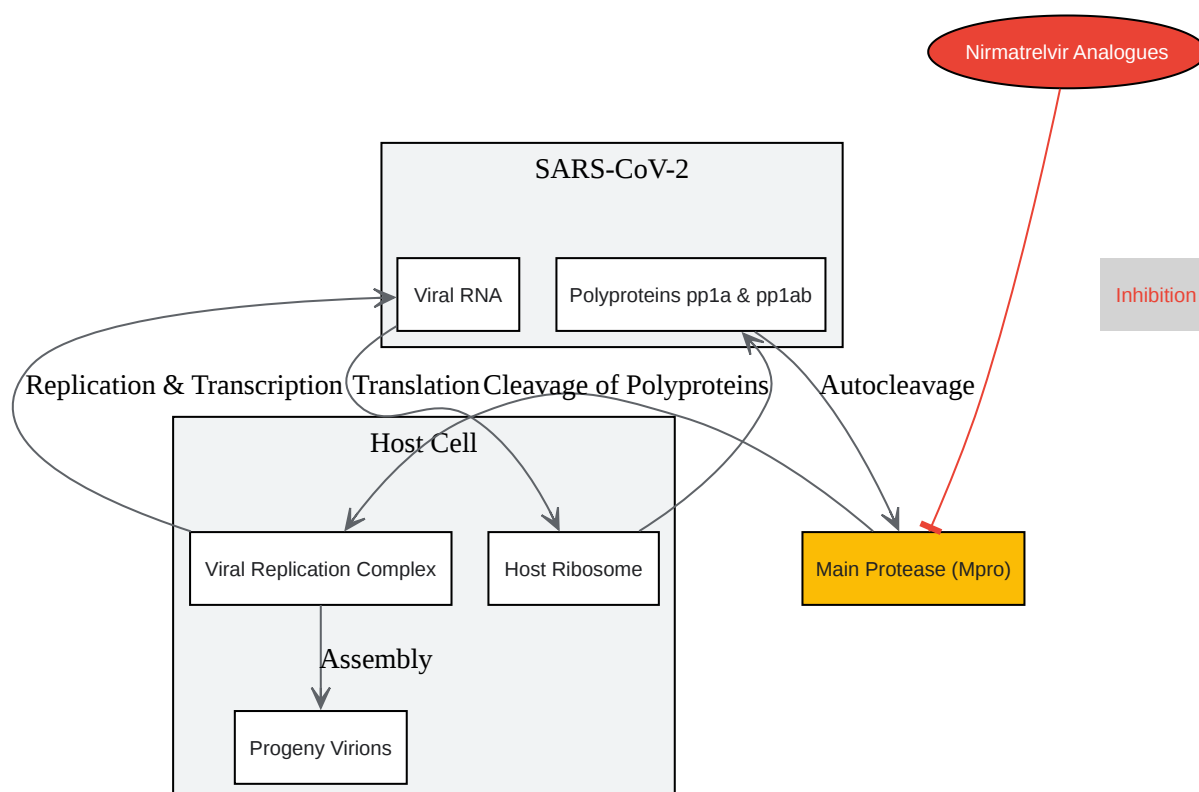 Nirmatrelvir Analogues
SARS-CoV-2
Viral RNA
Polyproteins pp1a & pp1ab
Inhibition
Replication & Transcription
Translation
Cleavage of Polyproteins
Autocleavage
Host Cell
Viral Replication Complex
Host Ribosome
Main Protease (Mpro)
Assembly
Progeny Virions